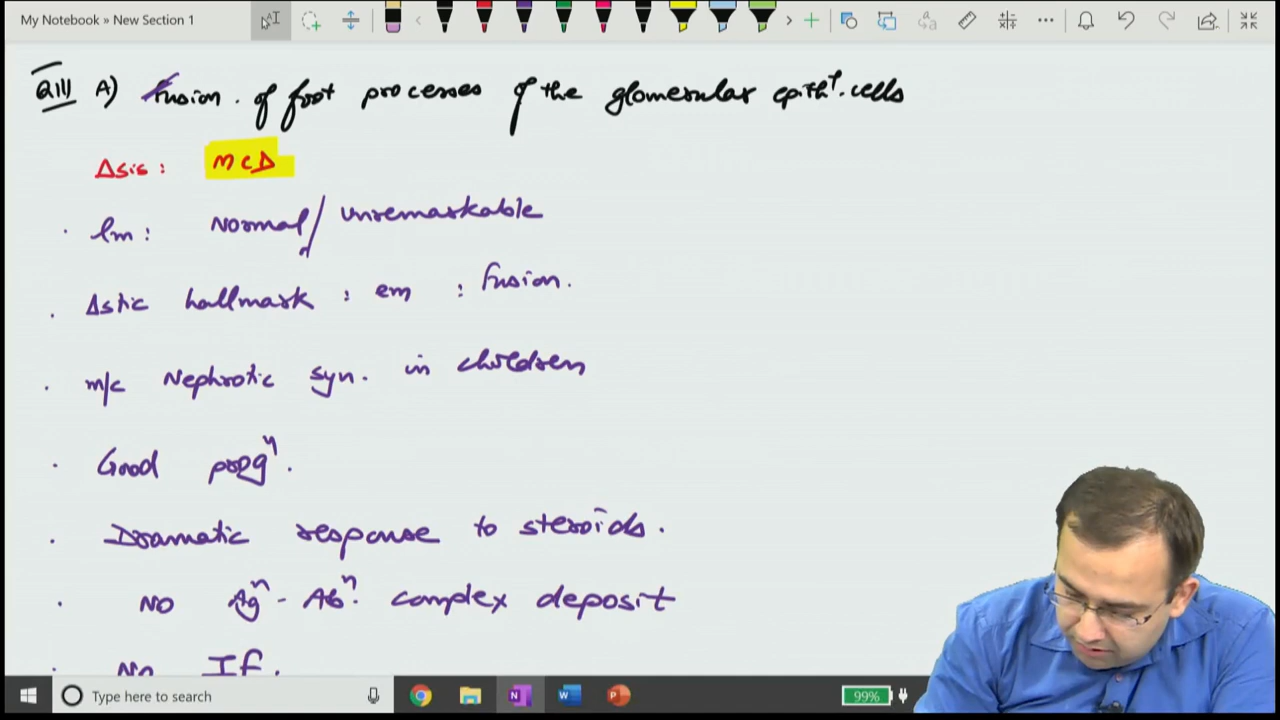 My Notebook » New Section 1
Q111 A) Fusion of foot processes of the glomerular epithl. cells
Δsis: MCD
lm: Normal/ unremarkable
Δstic hallmark : em : fusion.
m/c Nephrotic syn. in children
Good progn.
Dramatic response to steroids.
NO Agn - Abn. complex deposit
No If.
Type here to search
99%